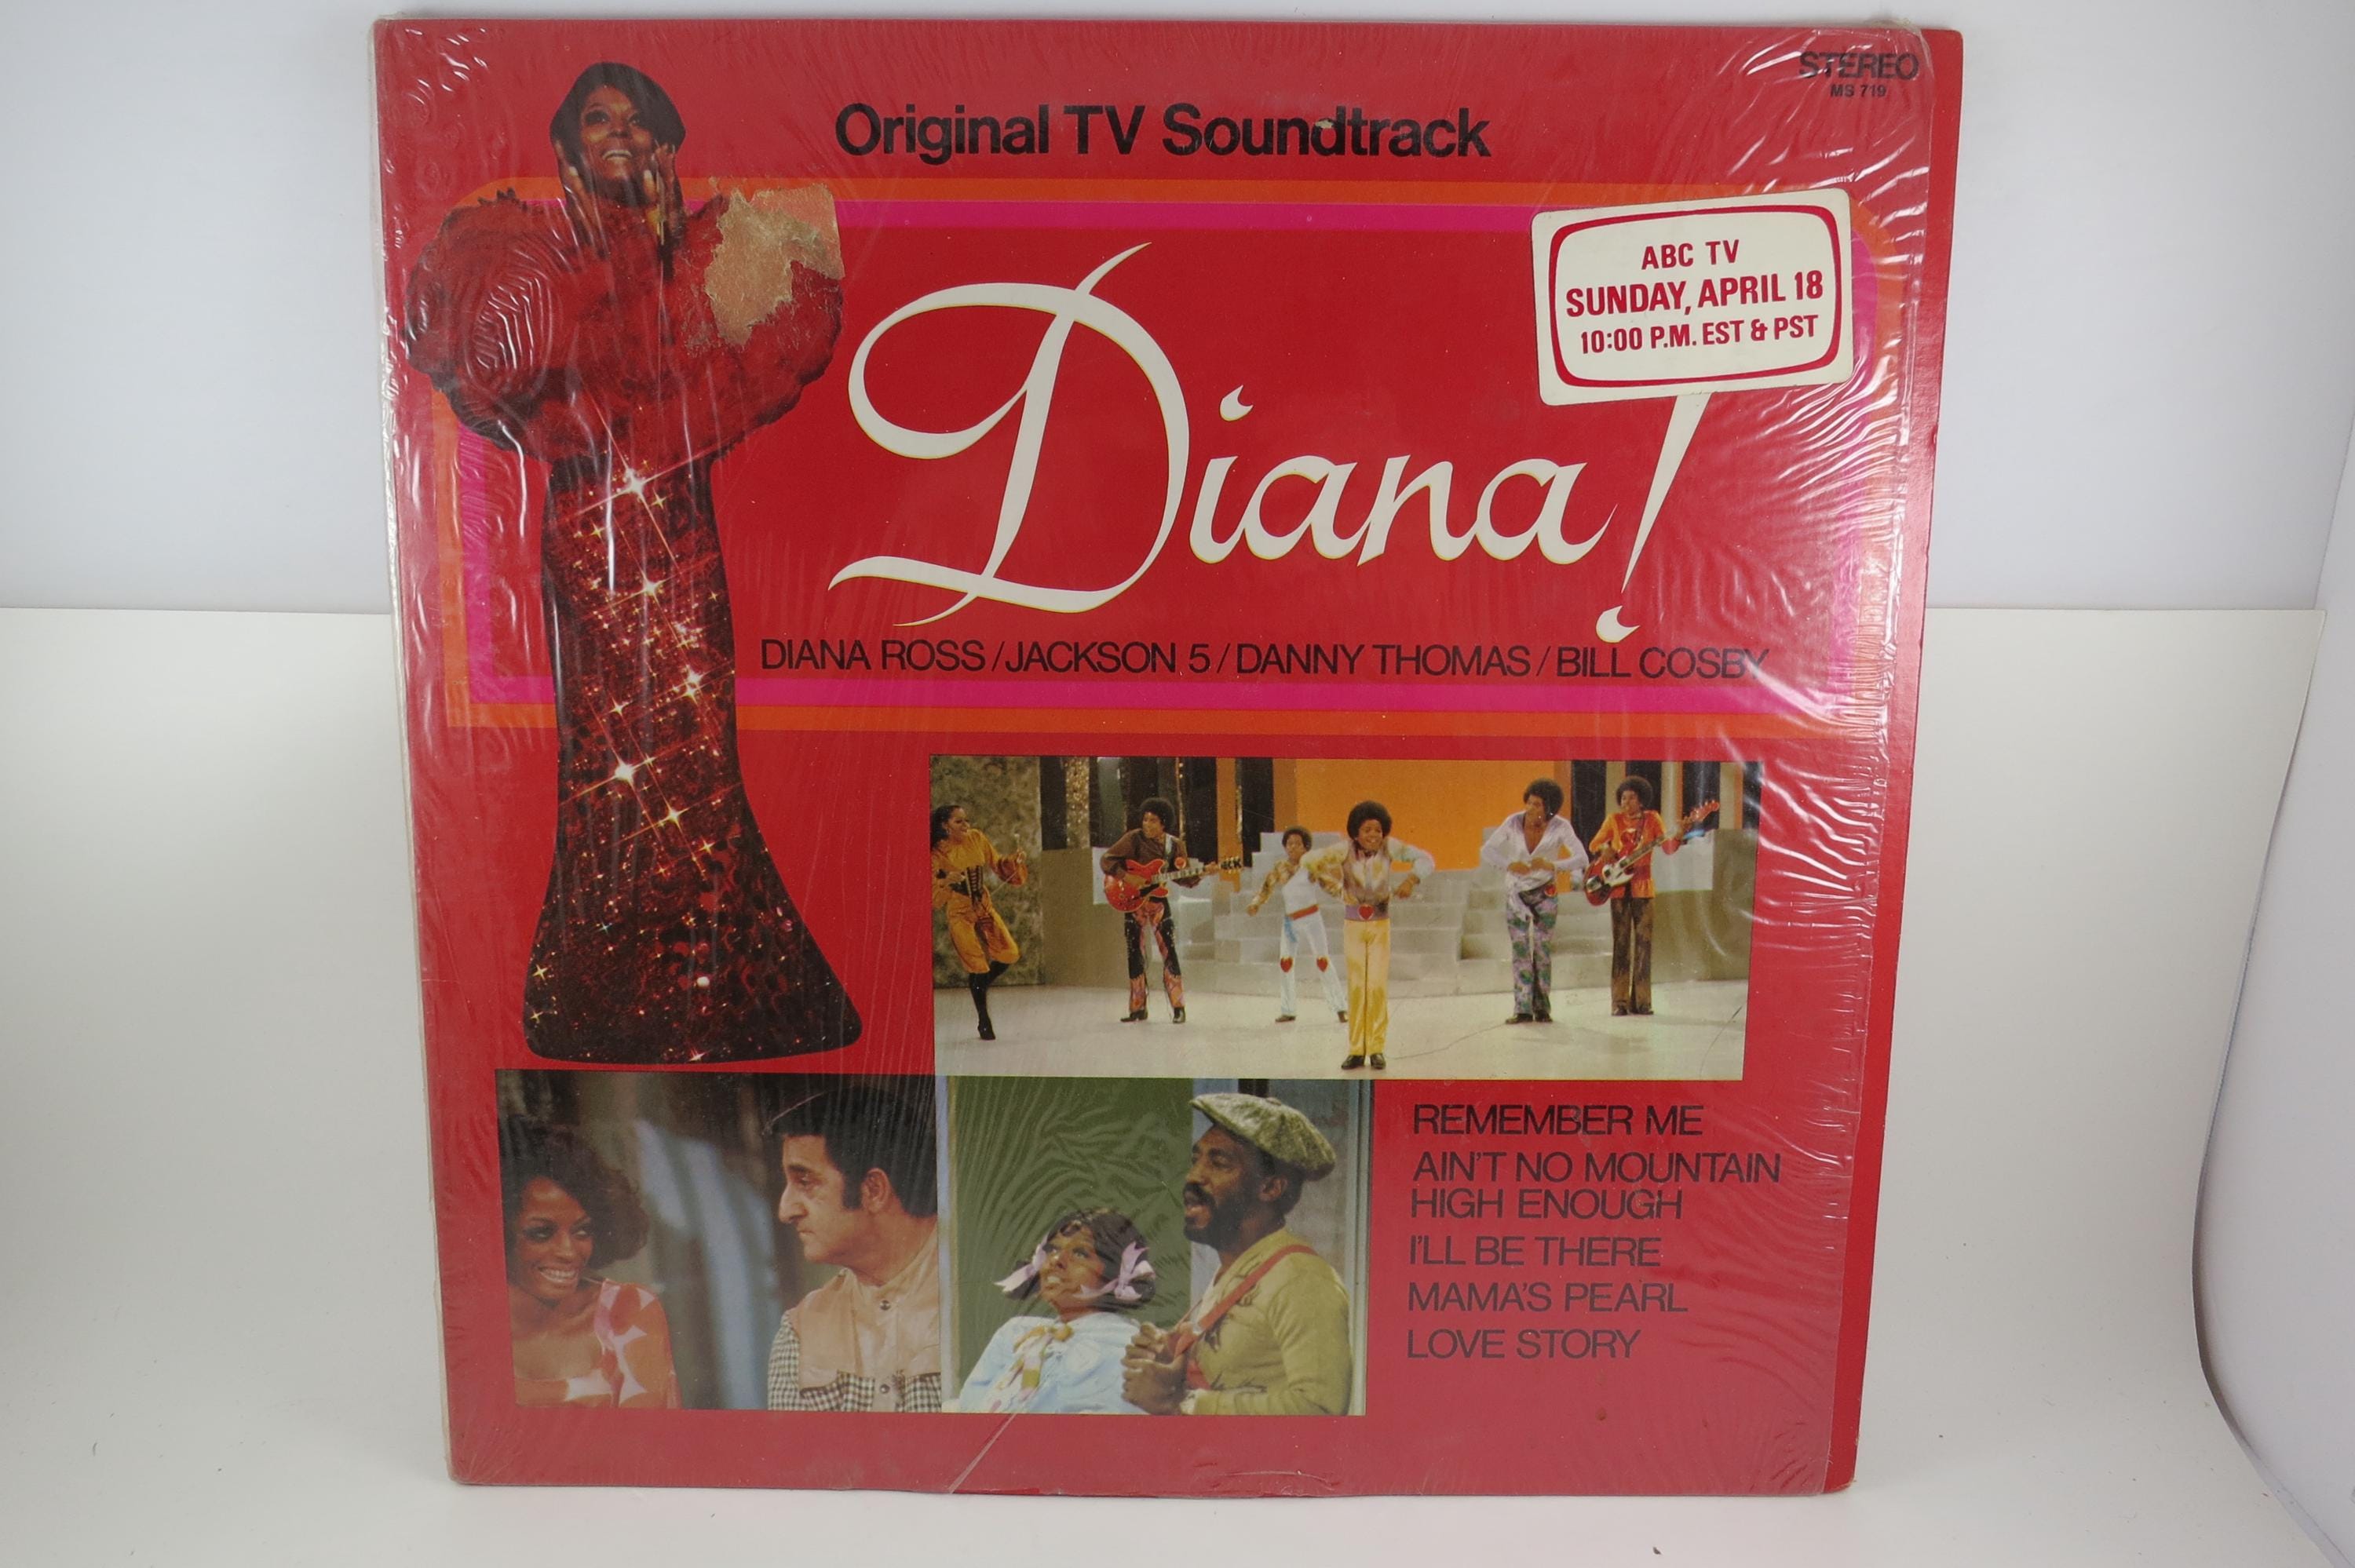 STEREO
MS 719
Original TV Soundtrack
ABC TV
SUNDAY, APRIL 18
10:00 P.M. EST & PST
Diana!
DIANA ROSS/JACKSON 5/DANNY THOMAS/BILL COSBY
REMEMBER ME
AIN'T NO MOUNTAIN
HIGH ENOUGH
I'LL BE THERE
MAMA'S PEARL
LOVE STORY